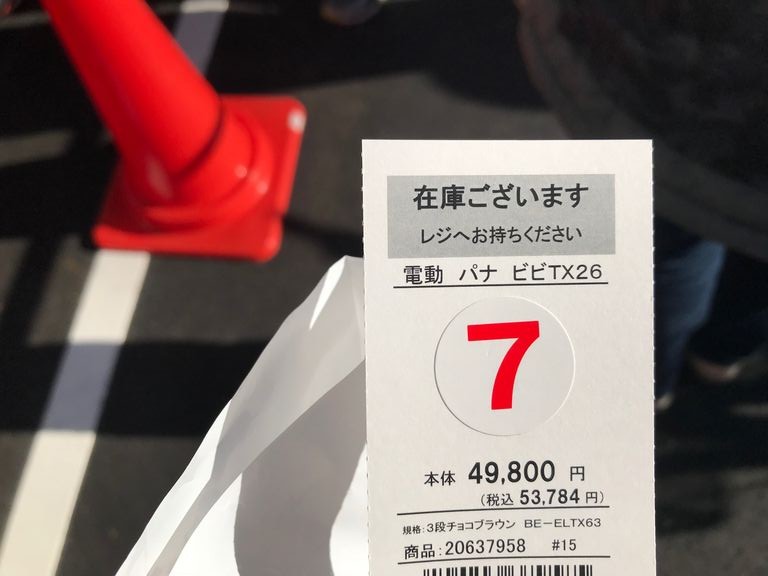 在庫ございます
レジへお持ちください
電動 パナ ビビTX26
7
本体 49,800 円
(税込 53,784 円)
規格:3段チョコブラウン BE-ELTX63
商品:20637958 #15